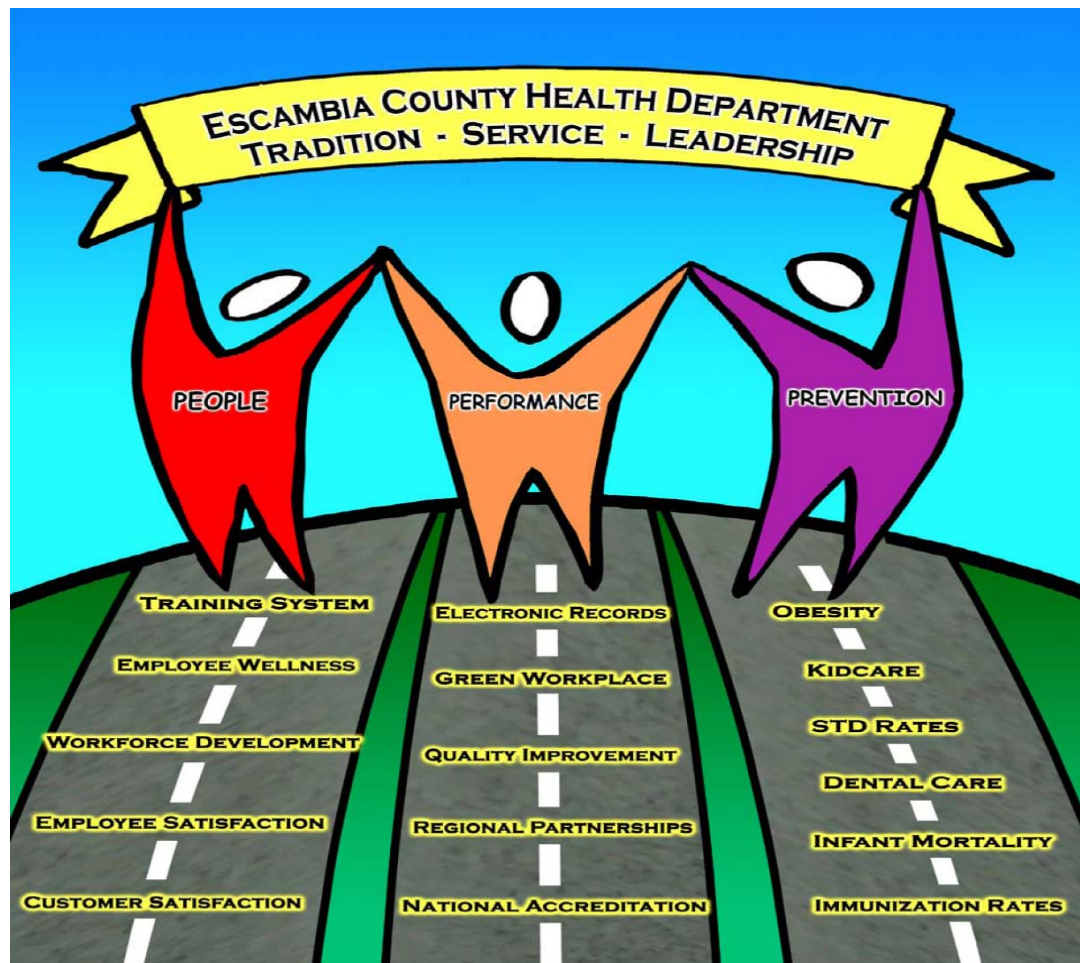 ESCAMBIA COUNTY HEALTH DEPARTMENT
TRADITION - SERVICE - LEADERSHIP
PEOPLE
PERFORMANCE
PREVENTION
TRAINING SYSTEM
EMPLOYEE WELLNESS
WORKFORCE DEVELOPMENT
EMPLOYEE SATISFACTION
CUSTOMER SATISFACTION
ELECTRONIC RECORDS
GREEN WORKPLACE
QUALITY IMPROVEMENT
REGIONAL PARTNERSHIPS
NATIONAL ACCREDITATION
OBESITY
KIDCARE
STD RATES
DENTAL CARE
INFANT MORTALITY
IMMUNIZATION RATES